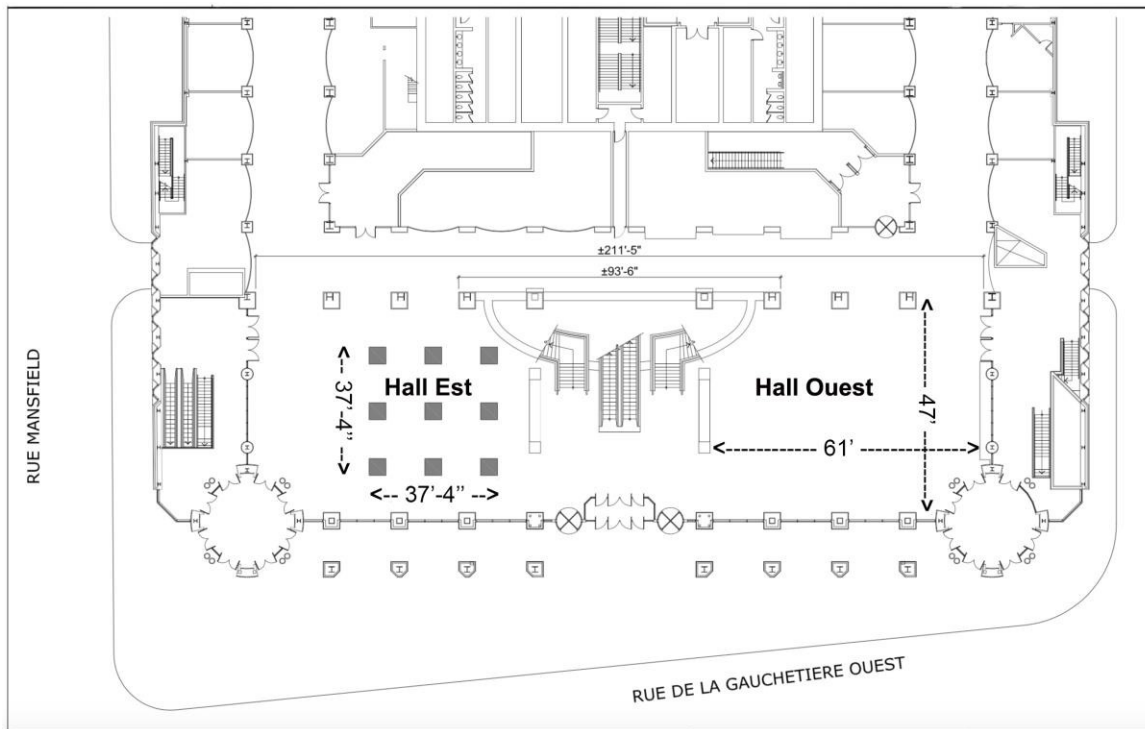 ±211'-5"
±93'-6"
Hall Est
Hall Ouest
37'-4''
47'
61'
37'-4''
RUE MANSFIELD
RUE DE LA GAUCHETIERE OUEST